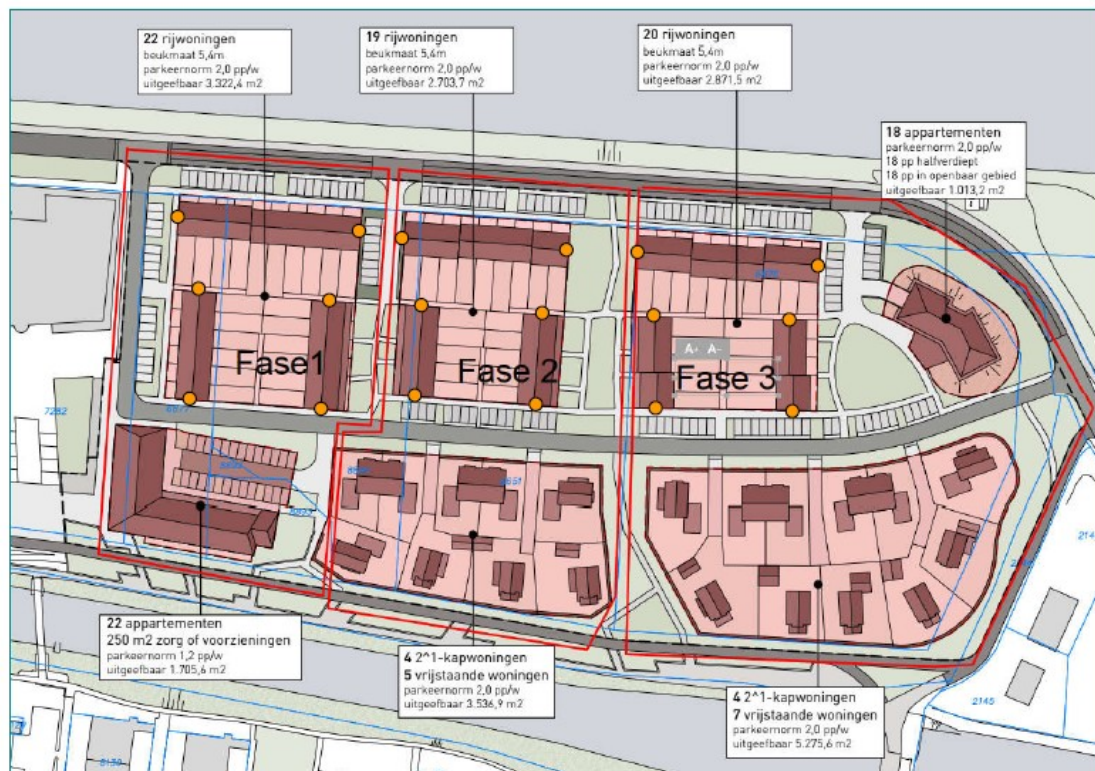 22 rijwoningen
beukmaat 5,4m
parkeernorm 2,0 pp/w
uitgeefbaar 3.322,4 m2
19 rijwoningen
beukmaat 5,4m
parkeernorm 2,0 pp/w
uitgeefbaar 2.703,7 m2
20 rijwoningen
beukmaat 5,4m
parkeernorm 2,0 pp/w
uitgeefbaar 2.871,5 m2
18 appartementen
parkeernorm 2,0 pp/w
18 pp halfverdiept
18 pp in openbaar gebied
uitgeefbaar 1.013,2 m2
A+ A-
Fase1
Fase 2
Fase 3
7282
22 appartementen
250 m2 zorg of voorzieningen
parkeernorm 1,2 pp/w
uitgeefbaar 1.705,6 m2
4 2^1-kapwoningen
5 vrijstaande woningen
parkeernorm 2,0 pp/w
uitgeefbaar 3.536,9 m2
4 2^1-kapwoningen
7 vrijstaande woningen
parkeernorm 2,0 pp/w
uitgeefbaar 5.275,6 m2
2145